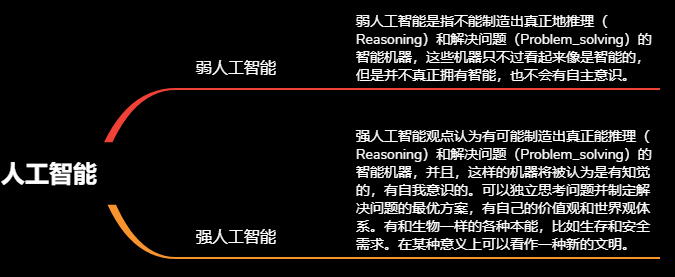 人工智能
弱人工智能
弱人工智能是指不能制造出真正地推理（
Reasoning）和解决问题（Problem_solving）的
智能机器，这些机器只不过看起来像是智能的，
但是并不真正拥有智能，也不会有自主意识。
强人工智能
强人工智能观点认为有可能制造出真正能推理（
Reasoning）和解决问题（Problem_solving）的
智能机器，并且，这样的机器将被认为是有知觉
的，有自我意识的。可以独立思考问题并制定解
决问题的最优方案，有自己的价值观和世界观体
系。有和生物一样的各种本能，比如生存和安全
需求。在某种意义上可以看作一种新的文明。